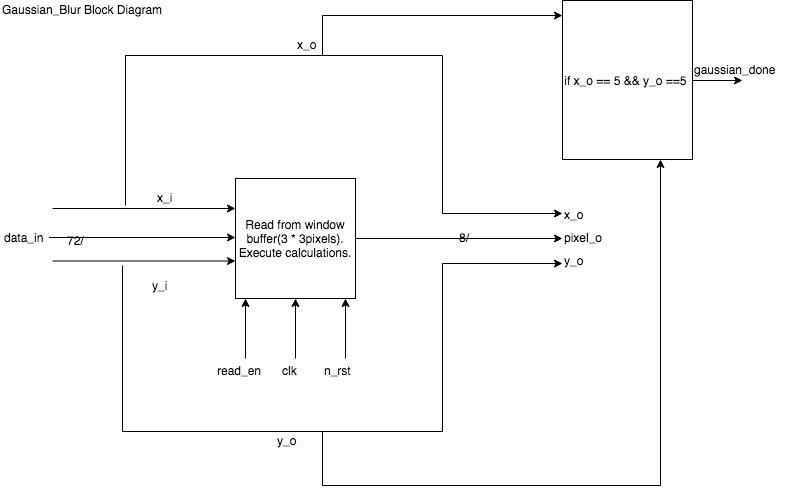 Gaussian_Blur Block Diagram
x_o
if x_o == 5 && y_o ==5
gaussian_done
x_i
data_in
72/
y_i
Read from window
buffer(3 * 3pixels).
Execute calculations.
8/
x_o
pixel_o
y_o
read_en
clk
n_rst
y_o